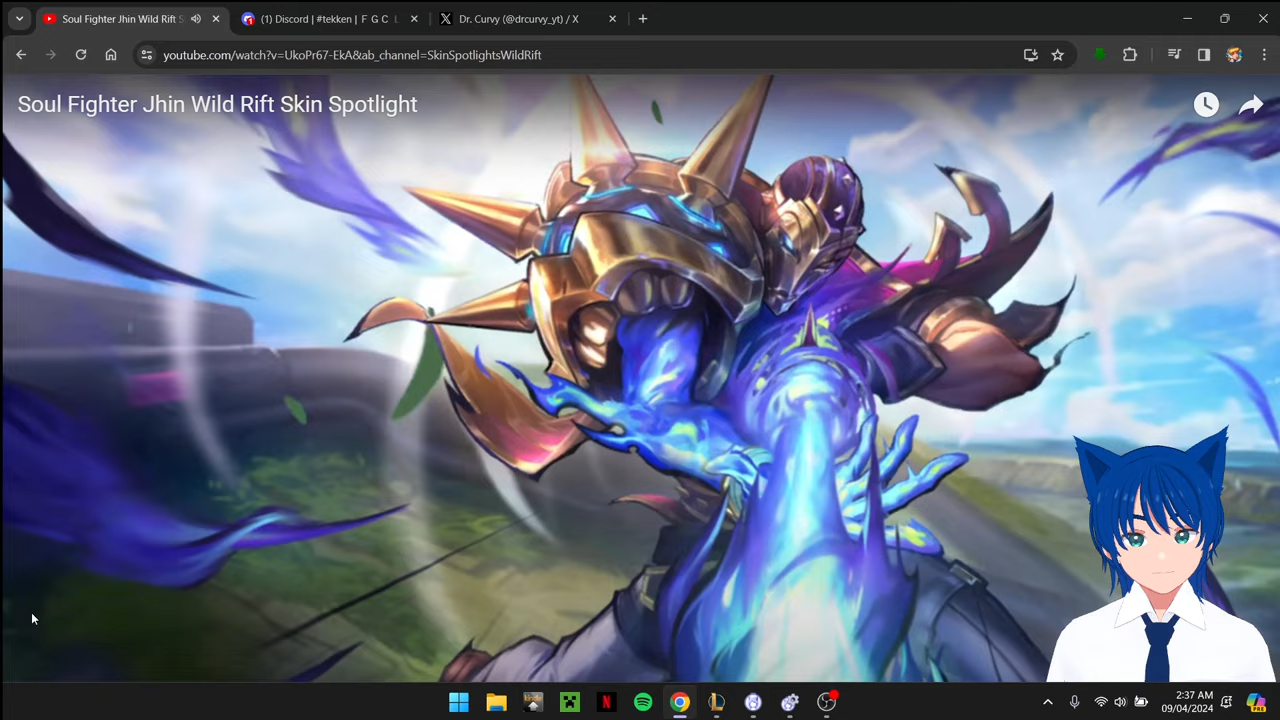 Soul Fighter Jhin Wild Rift S
(1) Discord | #tekken | F G C L
Dr. Curvy (@drcurvy_yt) / X
youtube.com/watch?v=UkoPr67-EkA&ab_channel=SkinSpotlightsWildRift
Soul Fighter Jhin Wild Rift Skin Spotlight
2:37 AM
09/04/2024
PRE